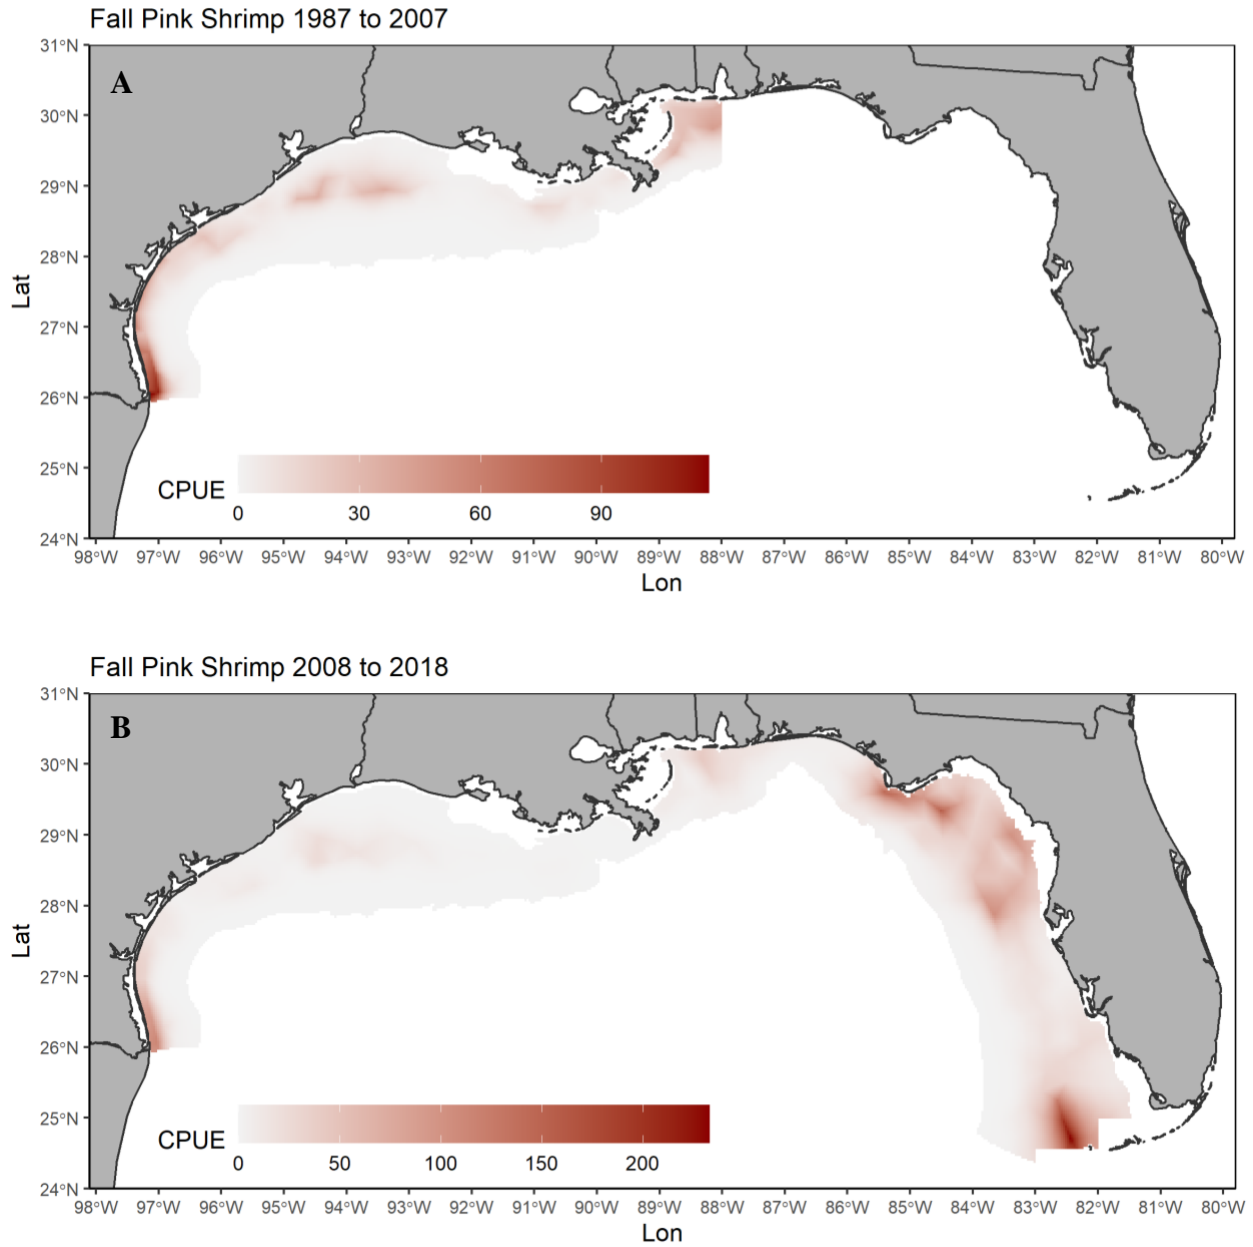 Fall Pink Shrimp 1987 to 2007
A
31°N
30°N
29°N
28°N
27°N
26°N
25°N
24°N
Lat
CPUE
0 30 60 90
98°W 97°W 96°W 95°W 94°W 93°W 92°W 91°W 90°W 89°W 88°W 87°W 86°W 85°W 84°W 83°W 82°W 81°W 80°W
Lon
Fall Pink Shrimp 2008 to 2018
B
31°N
30°N
29°N
28°N
27°N
26°N
25°N
24°N
Lat
CPUE
0 50 100 150 200
98°W 97°W 96°W 95°W 94°W 93°W 92°W 91°W 90°W 89°W 88°W 87°W 86°W 85°W 84°W 83°W 82°W 81°W 80°W
Lon